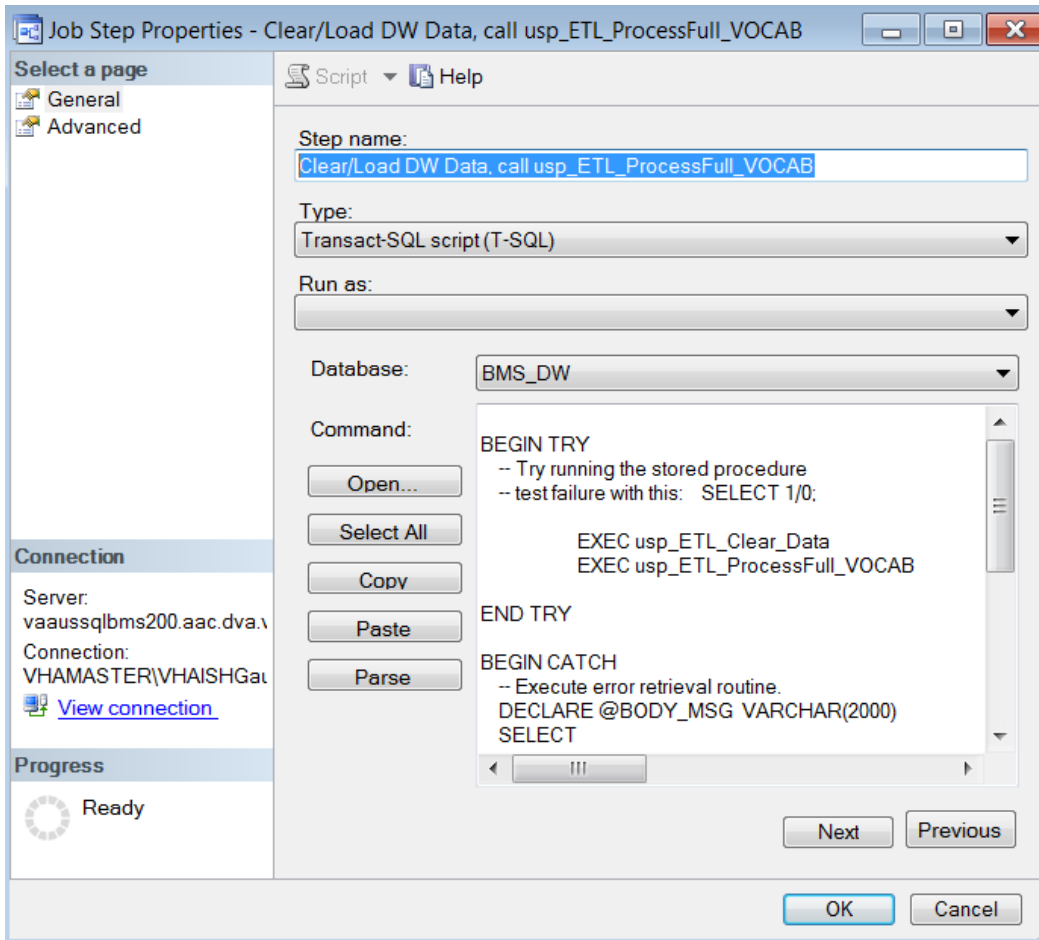 Job Step Properties - Clear/Load DW Data, call usp_ETL_ProcessFull_VOCAB
Select a page
General
Advanced
Script
Help
Step name:
Clear/Load DW Data, call usp_ETL_ProcessFull_VOCAB
Type:
Transact-SQL script (T-SQL)
Run as:
Database:
BMS_DW
Command:
Open...
Select All
Copy
Paste
Parse
BEGIN TRY
-- Try running the stored procedure
-- test failure with this: SELECT 1/0;
EXEC usp_ETL_Clear_Data
EXEC usp_ETL_ProcessFull_VOCAB
END TRY
BEGIN CATCH
-- Execute error retrieval routine.
DECLARE @BODY_MSG VARCHAR(2000)
SELECT
Connection
Server:
vaaussqlbms200.aac.dva.v
Connection:
VHAMASTER\VHAISHGau
View connection
Progress
Ready
Next
Previous
OK
Cancel